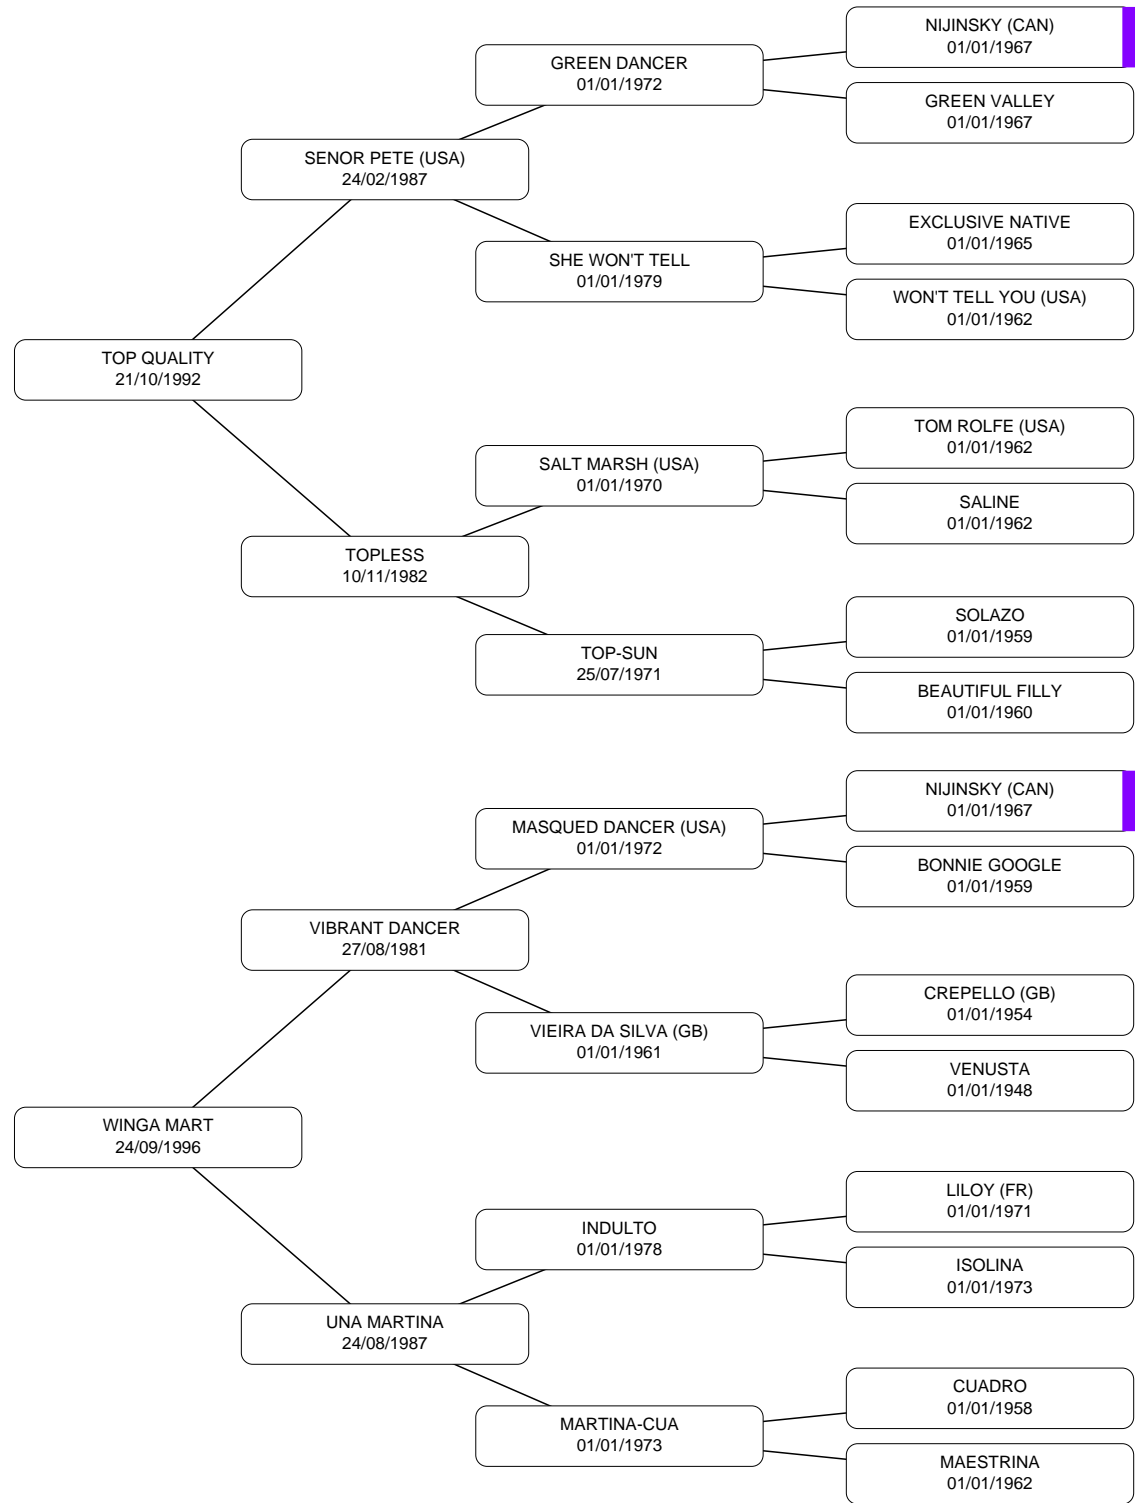 NIJINSKY (CAN)
01/01/1967
GREEN DANCER
01/01/1972
GREEN VALLEY
01/01/1967
SENOR PETE (USA)
24/02/1987
EXCLUSIVE NATIVE
01/01/1965
SHE WON'T TELL
01/01/1979
WON'T TELL YOU (USA)
01/01/1962
TOP QUALITY
21/10/1992
TOM ROLFE (USA)
01/01/1962
SALT MARSH (USA)
01/01/1970
SALINE
01/01/1962
TOPLESS
10/11/1982
SOLAZO
01/01/1959
TOP-SUN
25/07/1971
BEAUTIFUL FILLY
01/01/1960
NIJINSKY (CAN)
01/01/1967
MASQUED DANCER (USA)
01/01/1972
BONNIE GOOGLE
01/01/1959
VIBRANT DANCER
27/08/1981
CREPELLO (GB)
01/01/1954
VIEIRA DA SILVA (GB)
01/01/1961
VENUSTA
01/01/1948
WINGA MART
24/09/1996
LILOY (FR)
01/01/1971
INDULTO
01/01/1978
ISOLINA
01/01/1973
UNA MARTINA
24/08/1987
CUADRO
01/01/1958
MARTINA-CUA
01/01/1973
MAESTRINA
01/01/1962